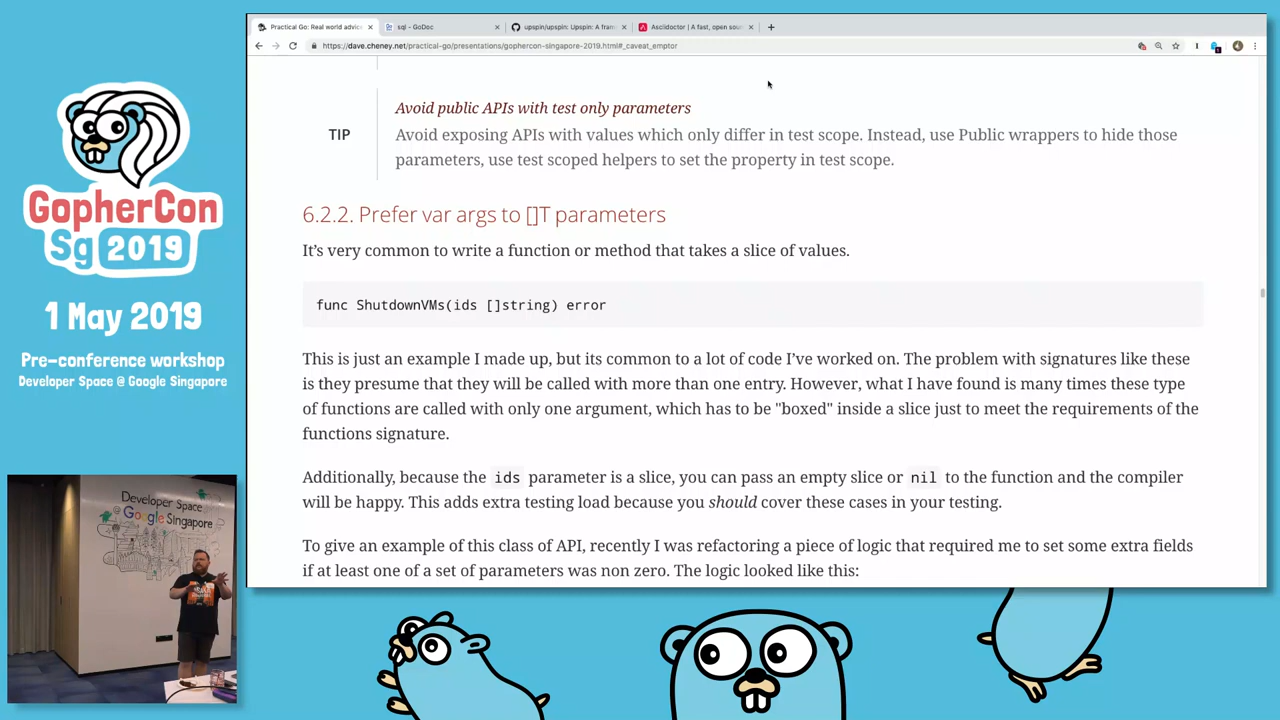 Practical Go: Real world advic
sql - GoDoc
upspin/upspin: Upspin: A fram
Asciidoctor | A fast, open sou
https://dave.cheney.net/practical-go/presentations/gophercon-singapore-2019.html#_caveat_emptor
Avoid public APIs with test only parameters
TIP
Avoid exposing APIs with values which only differ in test scope. Instead, use Public wrappers to hide those
parameters, use test scoped helpers to set the property in test scope.
6.2.2. Prefer var args to []T parameters
It’s very common to write a function or method that takes a slice of values.
func ShutdownVMs(ids []string) error
This is just an example I made up, but its common to a lot of code I’ve worked on. The problem with signatures like these
is they presume that they will be called with more than one entry. However, what I have found is many times these type
of functions are called with only one argument, which has to be "boxed" inside a slice just to meet the requirements of the
functions signature.
Additionally, because the ids parameter is a slice, you can pass an empty slice or nil to the function and the compiler
will be happy. This adds extra testing load because you should cover these cases in your testing.
To give an example of this class of API, recently I was refactoring a piece of logic that required me to set some extra fields
if at least one of a set of parameters was non zero. The logic looked like this:
GopherCon
Sg 2019
1 May 2019
Pre-conference workshop
Developer Space @ Google Singapore
Developer Space
@ Google Singapore